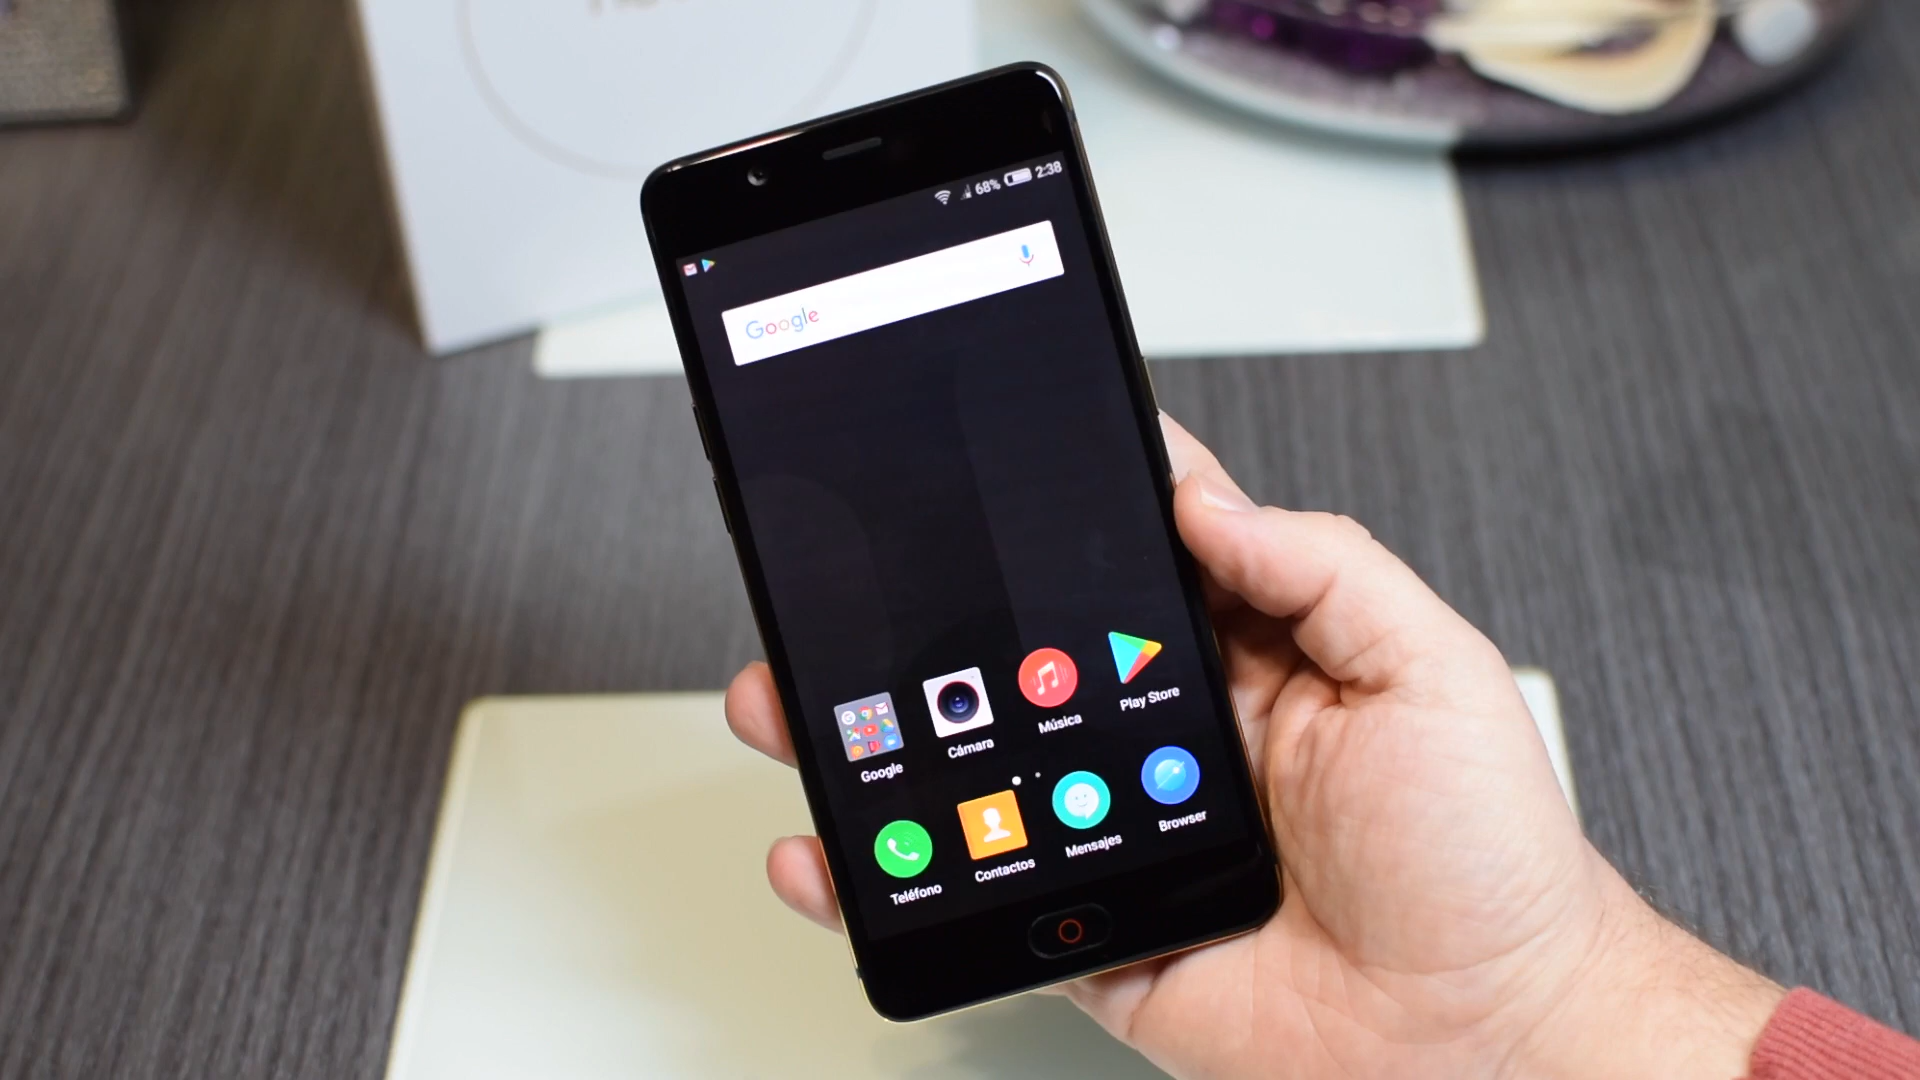 68% 2:38
Google
Google
Cámara
Música
Play Store
Teléfono
Contactos
Mensajes
Browser